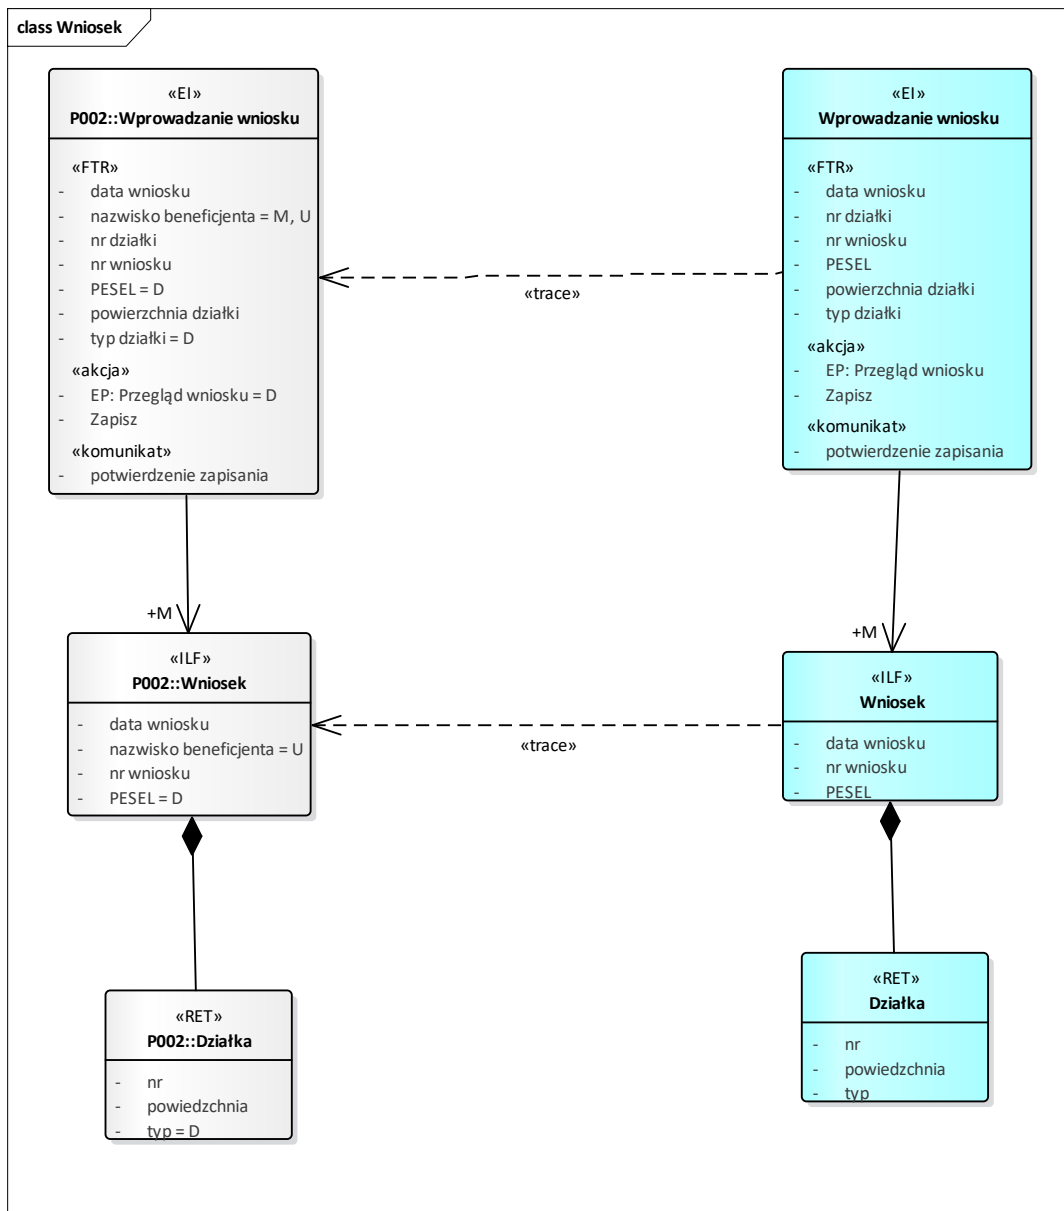 class Wniosek
«EI»
P002::Wprowadzanie wniosku
«FTR»
- data wniosku
- nazwisko beneficjenta = M, U
- nr działki
- nr wniosku
- PESEL = D
- powierzchnia działki
- typ działki = D
«akcja»
- EP: Przegląd wniosku = D
- Zapisz
«komunikat»
- potwierdzenie zapisania
«EI»
Wprowadzanie wniosku
«FTR»
- data wniosku
- nr działki
- nr wniosku
- PESEL
- powierzchnia działki
- typ działki
«akcja»
- EP: Przegląd wniosku
- Zapisz
«komunikat»
- potwierdzenie zapisania
«trace»
+M
+M
«ILF»
P002::Wniosek
- data wniosku
- nazwisko beneficjenta = U
- nr wniosku
- PESEL = D
«ILF»
Wniosek
- data wniosku
- nr wniosku
- PESEL
«trace»
«RET»
P002::Działka
- nr
- powiedzchnia
- typ = D
«RET»
Działka
- nr
- powiedzchnia
- typ